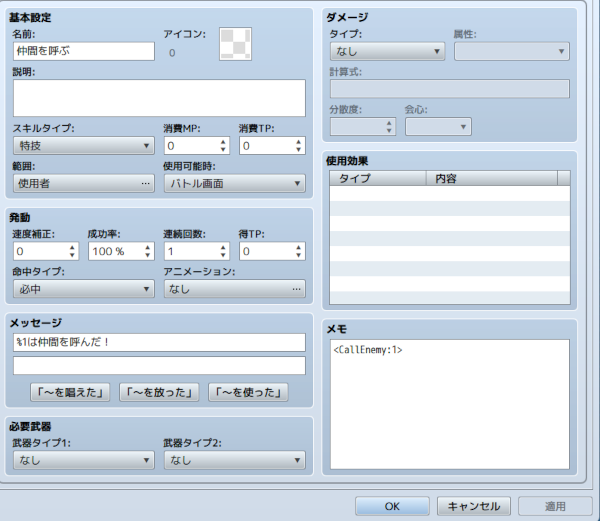 基本設定
名前:
アイコン:
仲間を呼ぶ
0
説明:
スキルタイプ:
消費MP:
消費TP:
特技
0
0
範囲:
使用可能時:
使用者
...
バトル画面
発動
速度補正:
成功率:
連続回数:
得TP:
0
100 %
1
0
命中タイプ:
アニメーション:
必中
なし
...
メッセージ
%1は仲間を呼んだ！
「～を唱えた」
「～を放った」
「～を使った」
必要武器
武器タイプ1:
武器タイプ2:
なし
なし
ダメージ
タイプ:
属性:
なし
計算式:
分散度:
会心:
使用効果
タイプ
内容
メモ
<CallEnemy:1>
OK
キャンセル
適用